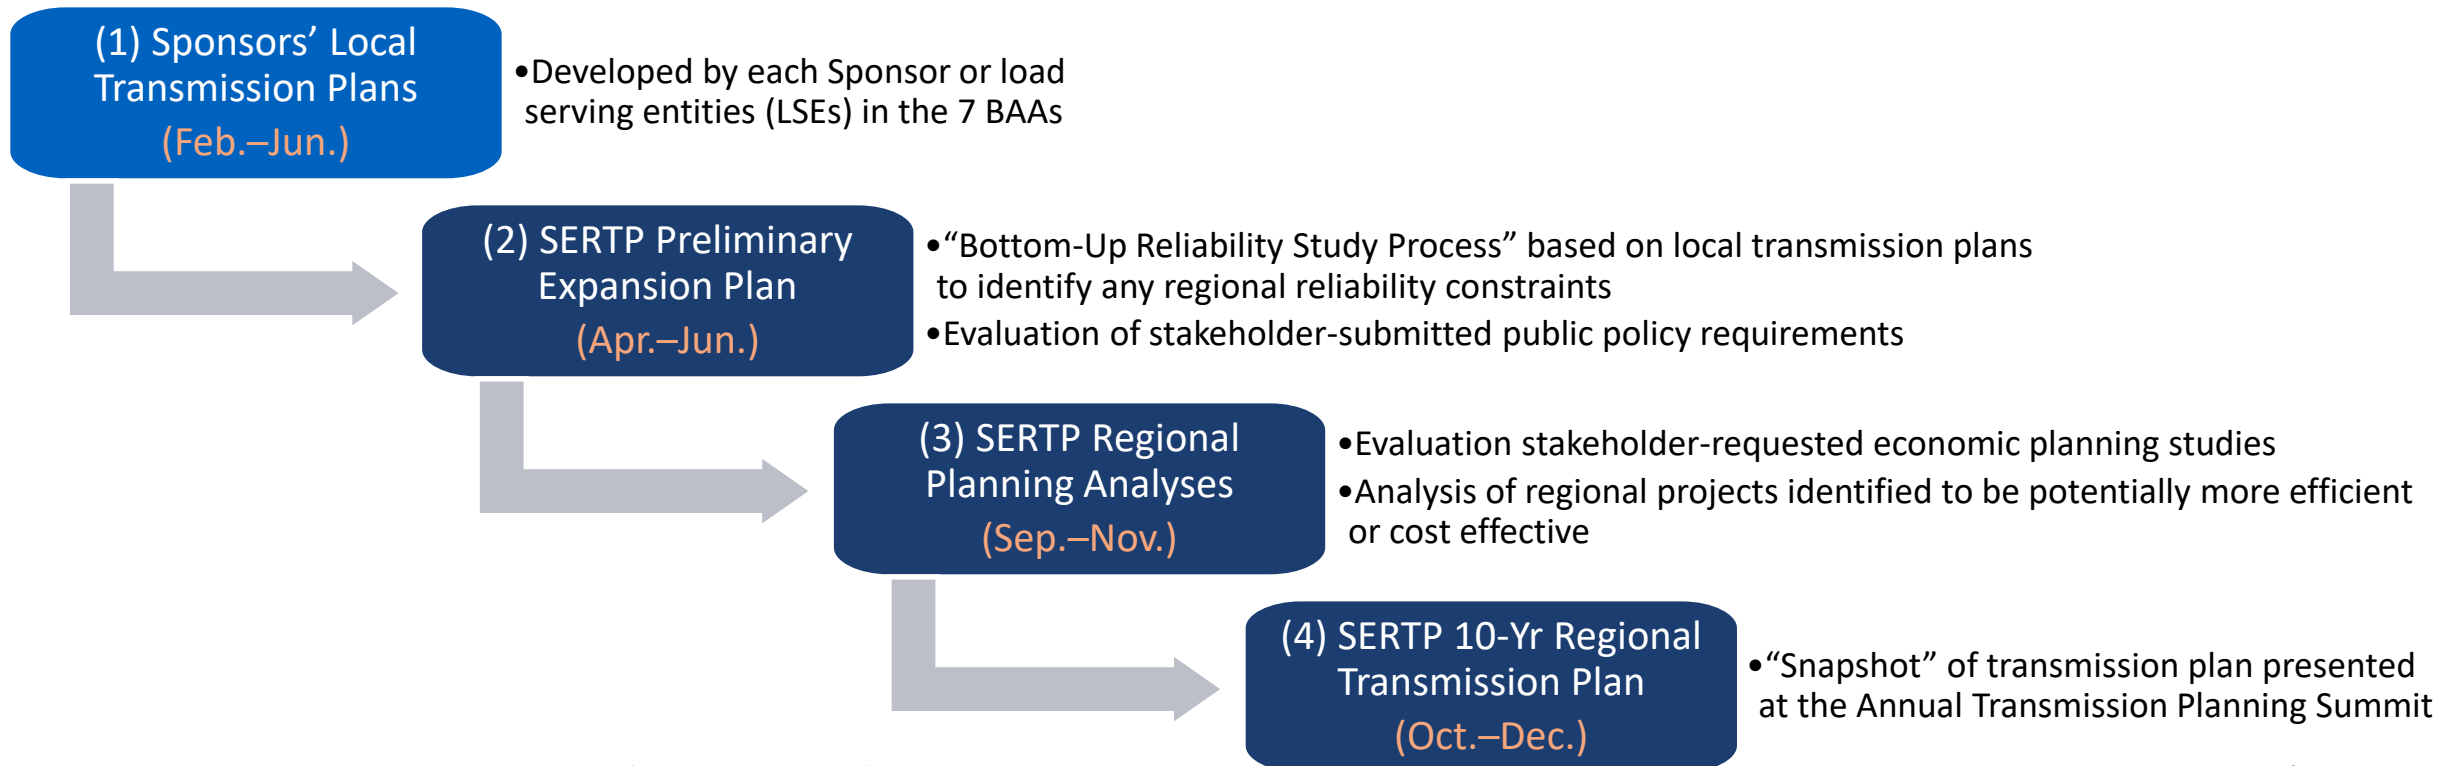 (1) Sponsors’ Local
Transmission Plans
(Feb.–Jun.)
•Developed by each Sponsor or load
serving entities (LSEs) in the 7 BAAs
(2) SERTP Preliminary
Expansion Plan
(Apr.–Jun.)
•“Bottom-Up Reliability Study Process” based on local transmission plans
to identify any regional reliability constraints
•Evaluation of stakeholder-submitted public policy requirements
(3) SERTP Regional
Planning Analyses
(Sep.–Nov.)
•Evaluation stakeholder-requested economic planning studies
•Analysis of regional projects identified to be potentially more efficient
or cost effective
(4) SERTP 10-Yr Regional
Transmission Plan
(Oct.–Dec.)
•“Snapshot” of transmission plan presented
at the Annual Transmission Planning Summit